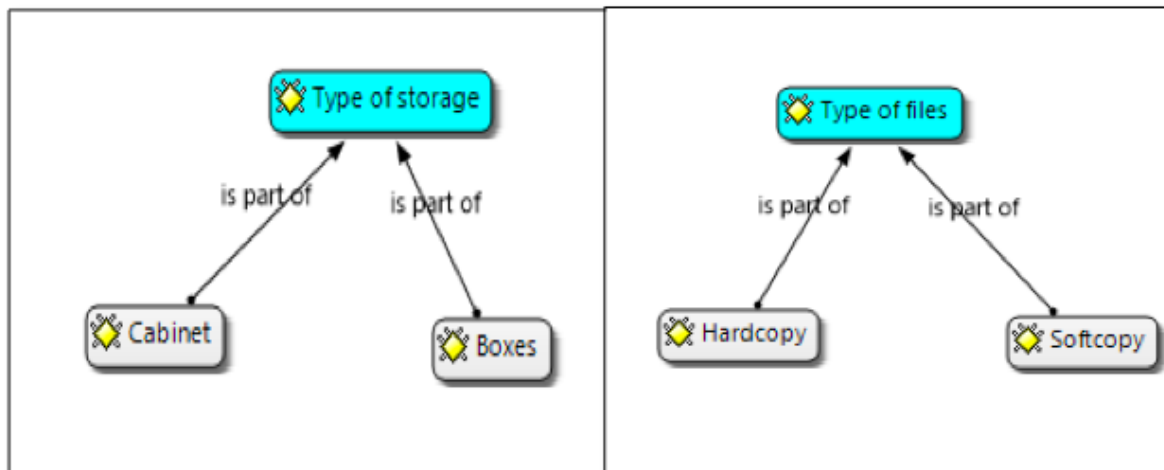 Type of storage
is part of
is part of
Cabinet
Boxes
Type of files
is part of
is part of
Hardcopy
Softcopy